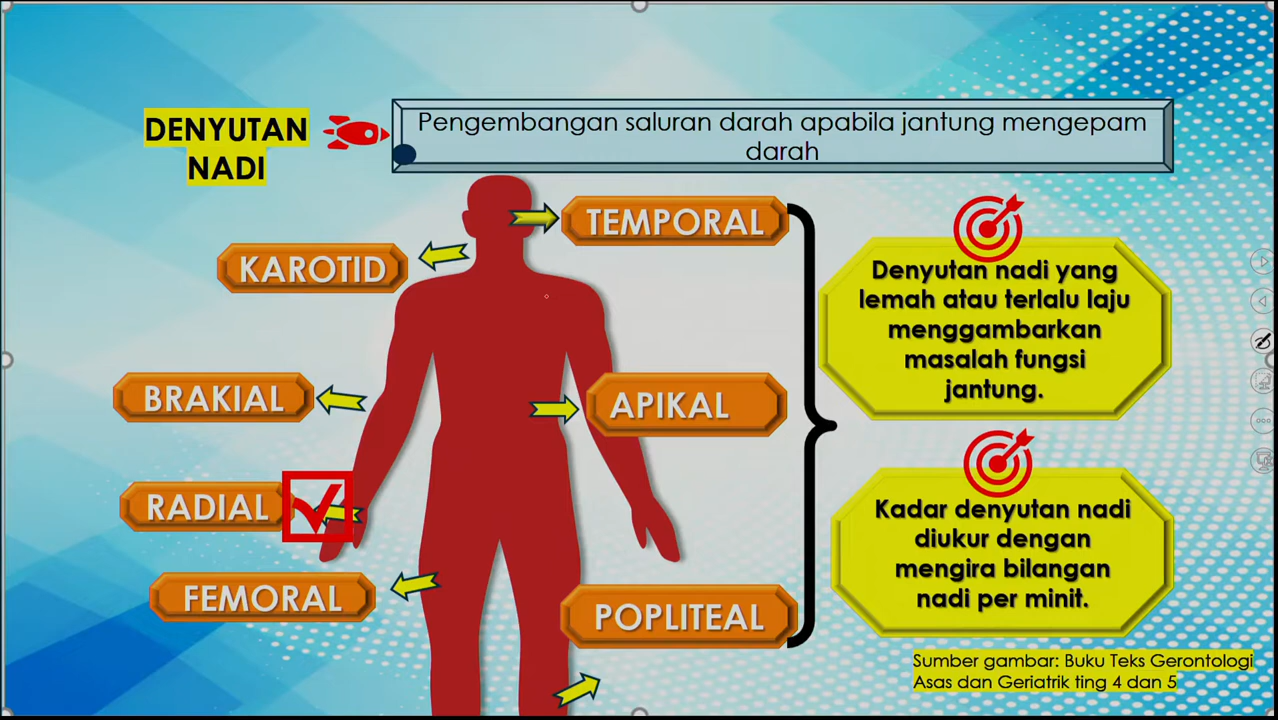 DENYUTAN
NADI
Pengembangan saluran darah apabila jantung mengepam
darah
TEMPORAL
KAROTID
BRAKIAL
APIKAL
RADIAL
FEMORAL
POPLITEAL
Denyutan nadi yang
lemah atau terlalu laju
menggambarkan
masalah fungsi
jantung.
Kadar denyutan nadi
diukur dengan
mengira bilangan
nadi per minit.
Sumber gambar: Buku Teks Gerontologi
Asas dan Geriatrik ting 4 dan 5